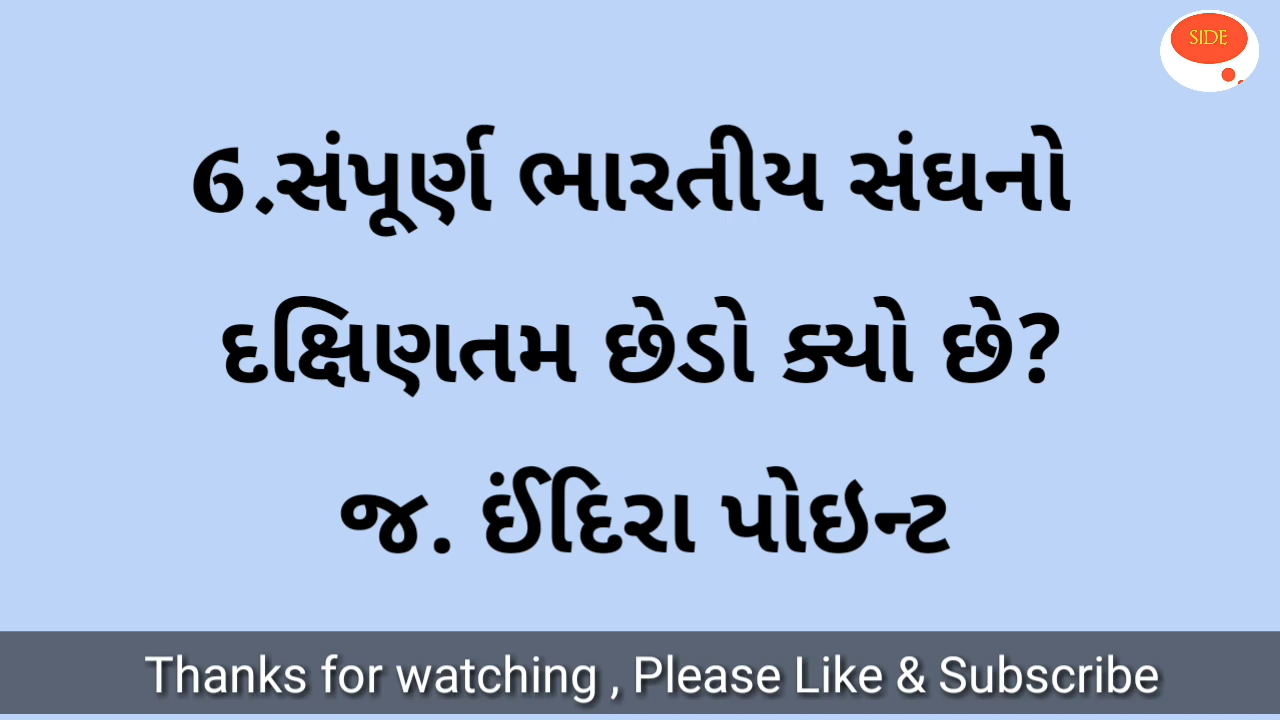 SIDE
6.સંપૂર્ણ ભારતીય સંઘનો
દક્ષિણતમ છેડો ક્યો છે?
જ. ઈંદિરા પોઇન્ટ
Thanks for watching , Please Like & Subscribe